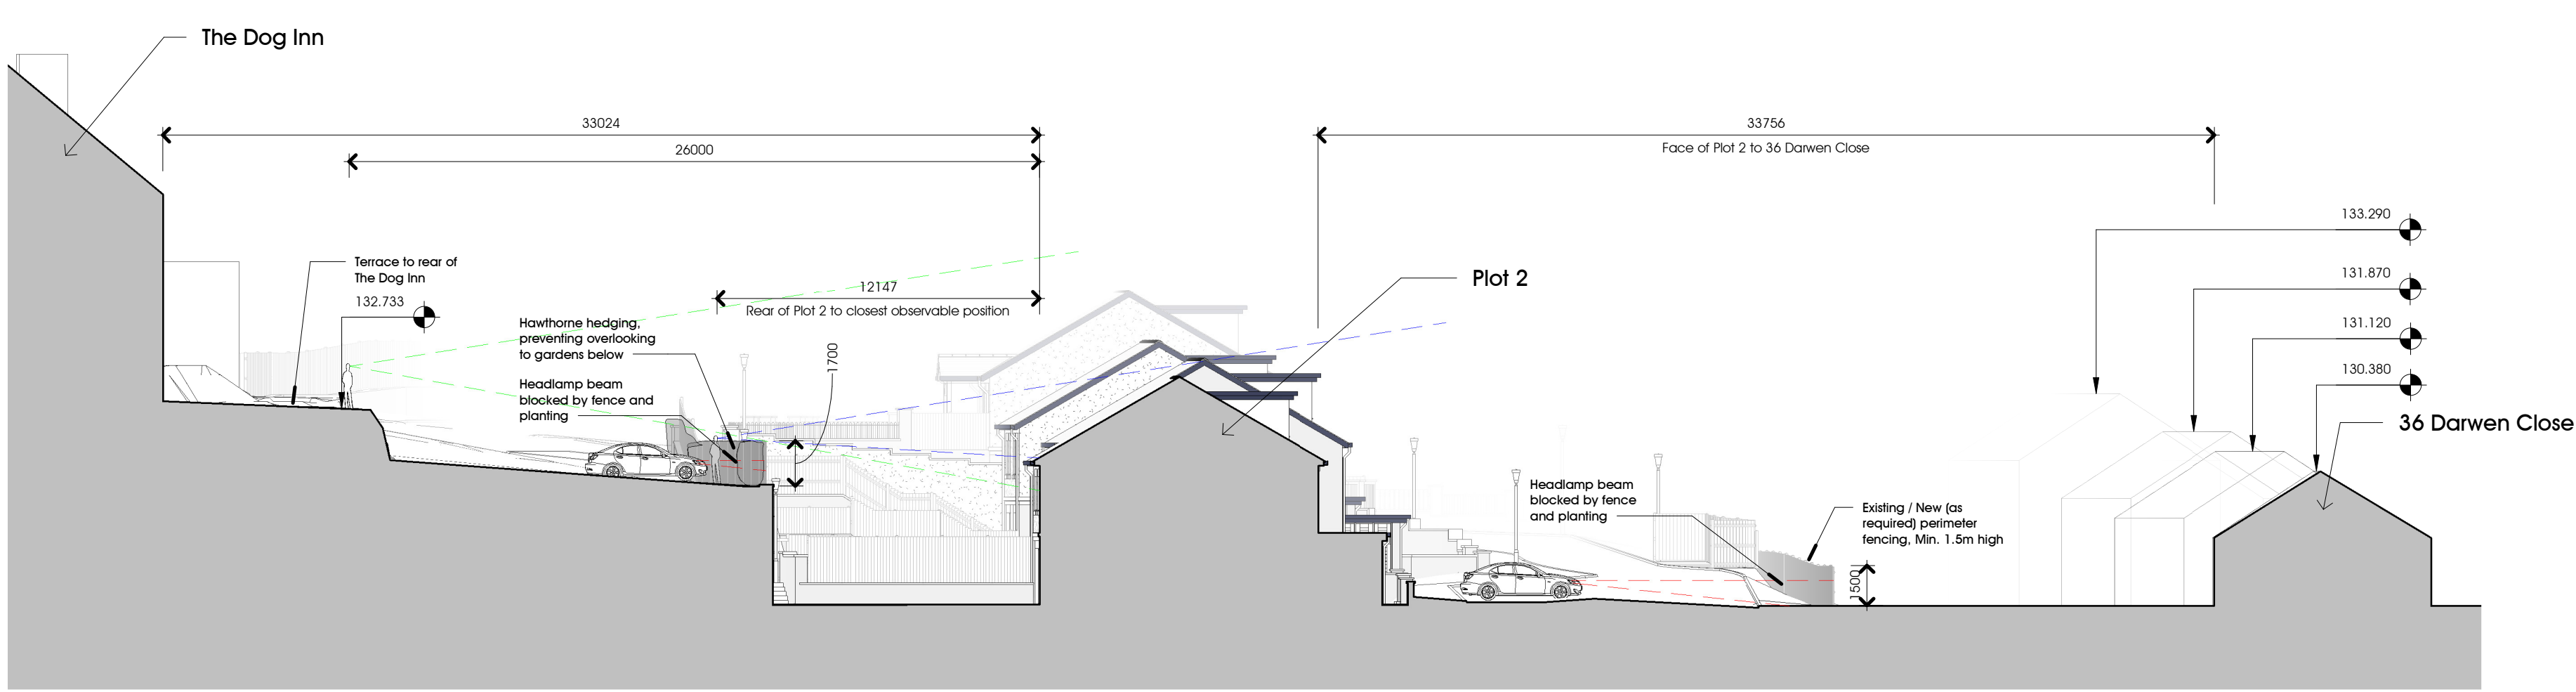 The Dog Inn
33024
26000
33756
Face of Plot 2 to 36 Darwen Close
133.290
Terrace to rear of
The Dog Inn
132.733
12147
Rear of Plot 2 to closest observable position
Plot 2
131.870
Hawthorne hedging,
preventing overlooking
to gardens below
1700
131.120
Headlamp beam
blocked by fence and
planting
130.380
36 Darwen Close
Headlamp beam
blocked by fence
and planting
Existing / New (as
required) perimeter
fencing, Min. 1.5m high
1500